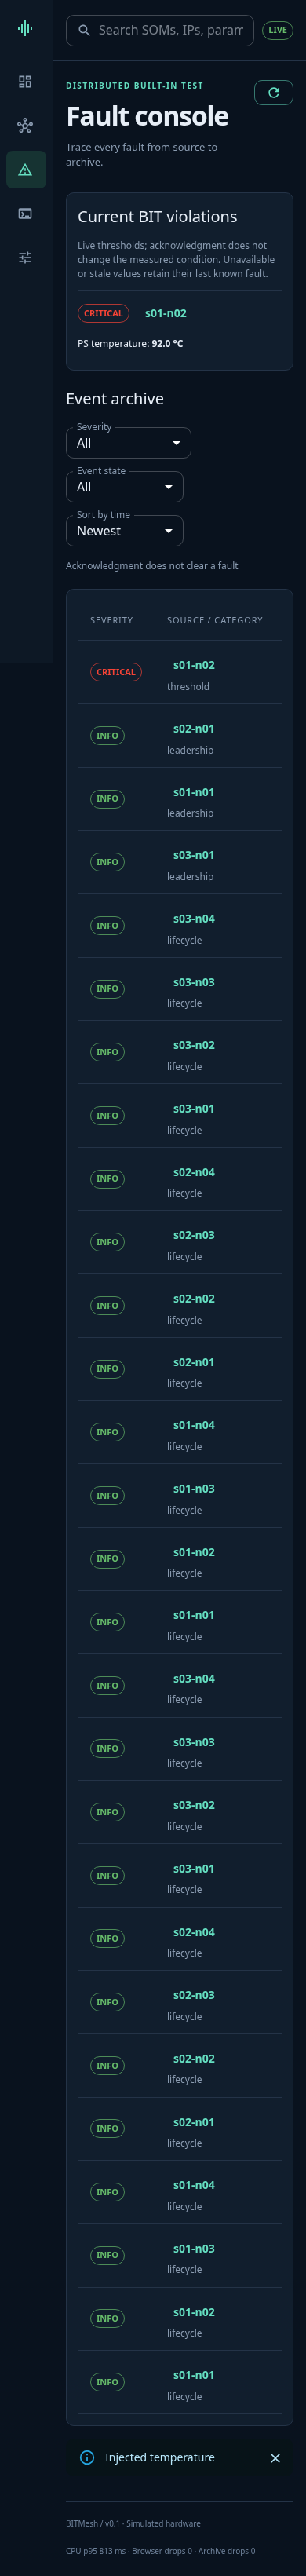 Search SOMs, IPs, param
LIVE
DISTRIBUTED BUILT-IN TEST
Fault console
Trace every fault from source to
archive.
Current BIT violations
Live thresholds; acknowledgment does not
change the measured condition. Unavailable
or stale values retain their last known fault.
CRITICAL s01-n02
PS temperature: 92.0 °C
Event archive
Severity
All
Event state
All
Sort by time
Newest
Acknowledgment does not clear a fault
SEVERITY SOURCE / CATEGORY
CRITICAL s01-n02
threshold
INFO s02-n01
leadership
INFO s01-n01
leadership
INFO s03-n01
leadership
INFO s03-n04
lifecycle
INFO s03-n03
lifecycle
INFO s03-n02
lifecycle
INFO s03-n01
lifecycle
INFO s02-n04
lifecycle
INFO s02-n03
lifecycle
INFO s02-n02
lifecycle
INFO s02-n01
lifecycle
INFO s01-n04
lifecycle
INFO s01-n03
lifecycle
INFO s01-n02
lifecycle
INFO s01-n01
lifecycle
INFO s03-n04
lifecycle
INFO s03-n03
lifecycle
INFO s03-n02
lifecycle
INFO s03-n01
lifecycle
INFO s02-n04
lifecycle
INFO s02-n03
lifecycle
INFO s02-n02
lifecycle
INFO s02-n01
lifecycle
INFO s01-n04
lifecycle
INFO s01-n03
lifecycle
INFO s01-n02
lifecycle
INFO s01-n01
lifecycle
Injected temperature
BITMesh / v0.1 · Simulated hardware
CPU p95 813 ms · Browser drops 0 · Archive drops 0